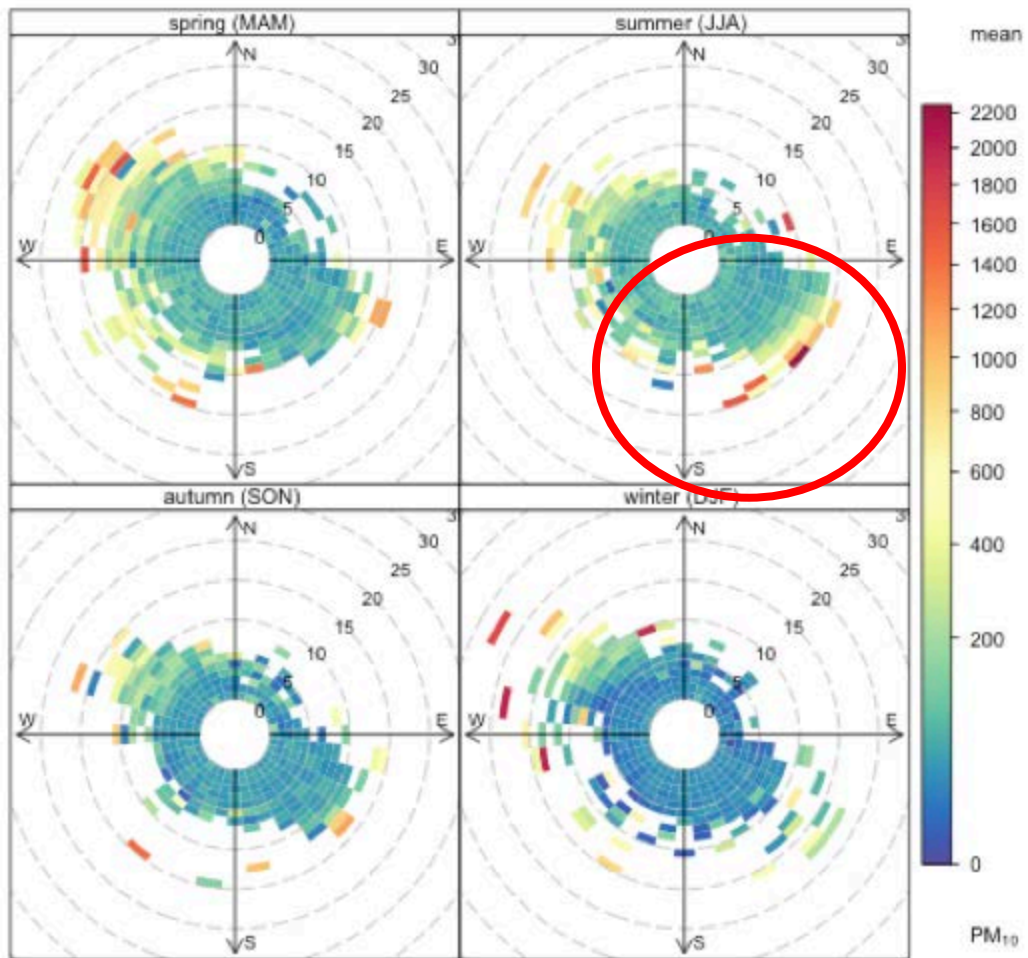 spring (MAM)
summer (JJA)
mean
N
30
25
20
15
10
5
0
W
E
S
N
30
25
20
15
10
5
0
W
E
S
2200
2000
1800
1600
1400
1200
1000
800
600
400
200
0
autumn (SON)
winter (DJF)
N
30
25
20
15
10
5
0
W
E
S
N
30
25
20
15
10
5
0
W
E
S
PM₁₀